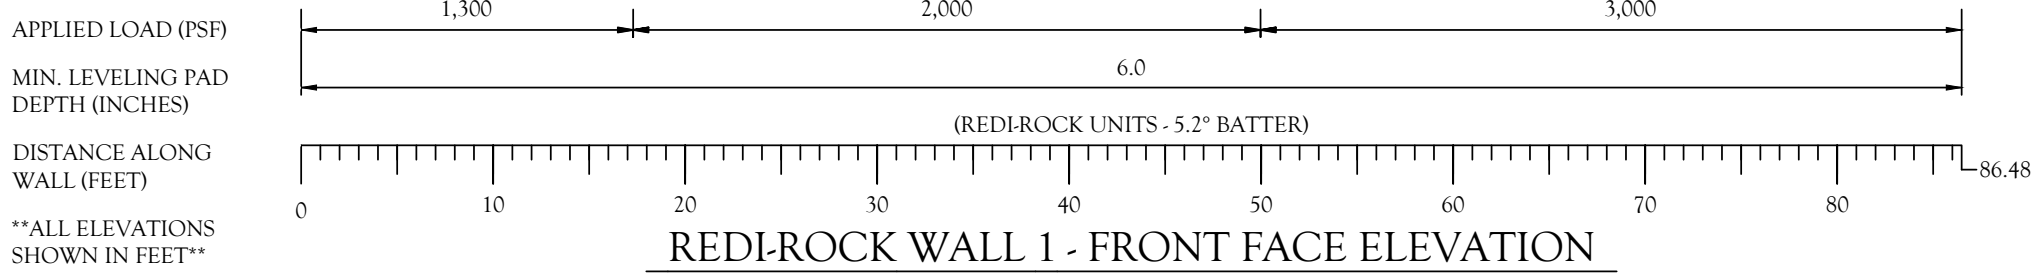 1,300 2,000 3,000
APPLIED LOAD (PSF)
6.0
MIN. LEVELING PAD
DEPTH (INCHES)
(REDI-ROCK UNITS - 5.2° BATTER)
DISTANCE ALONG
WALL (FEET)
86.48
0 10 20 30 40 50 60 70 80
**ALL ELEVATIONS
SHOWN IN FEET**
REDI-ROCK WALL 1 - FRONT FACE ELEVATION